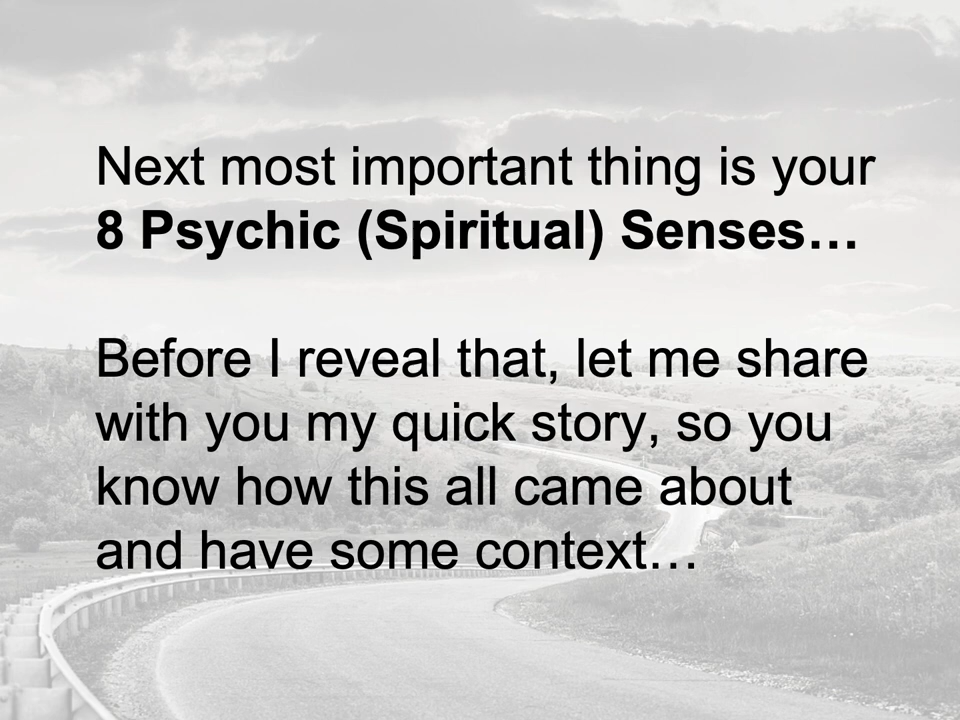 Next most important thing is your
8 Psychic (Spiritual) Senses…
Before I reveal that, let me share
with you my quick story, so you
know how this all came about
and have some context…